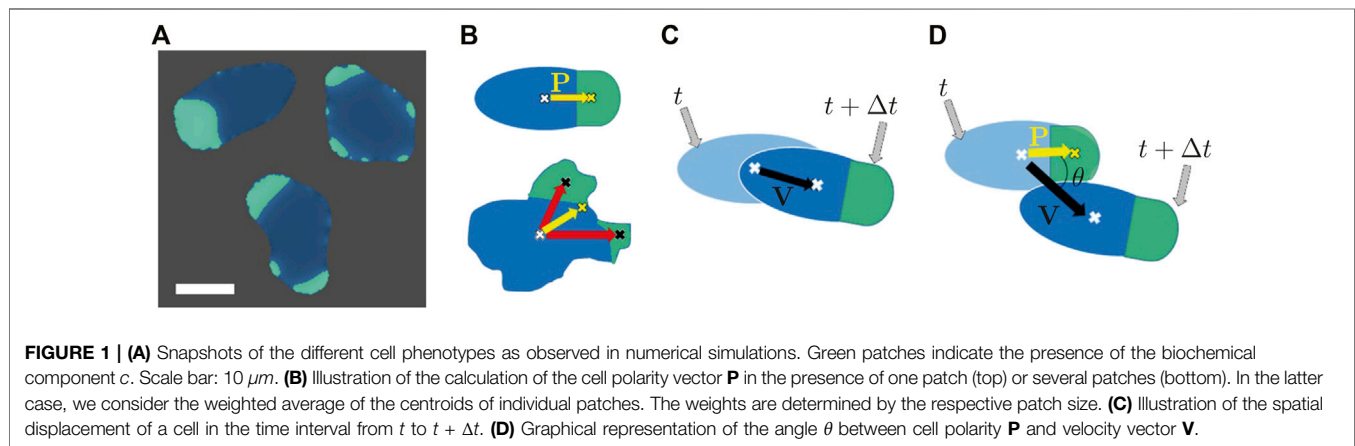 A
B
C
D
P
t
t + Δt
V
t
t + Δt
P
θ
V
FIGURE 1 | (A) Snapshots of the different cell phenotypes as observed in numerical simulations. Green patches indicate the presence of the biochemical
component c. Scale bar: 10 μm. (B) Illustration of the calculation of the cell polarity vector P in the presence of one patch (top) or several patches (bottom). In the latter
case, we consider the weighted average of the centroids of individual patches. The weights are determined by the respective patch size. (C) Illustration of the spatial
displacement of a cell in the time interval from t to t + Δt. (D) Graphical representation of the angle θ between cell polarity P and velocity vector V.